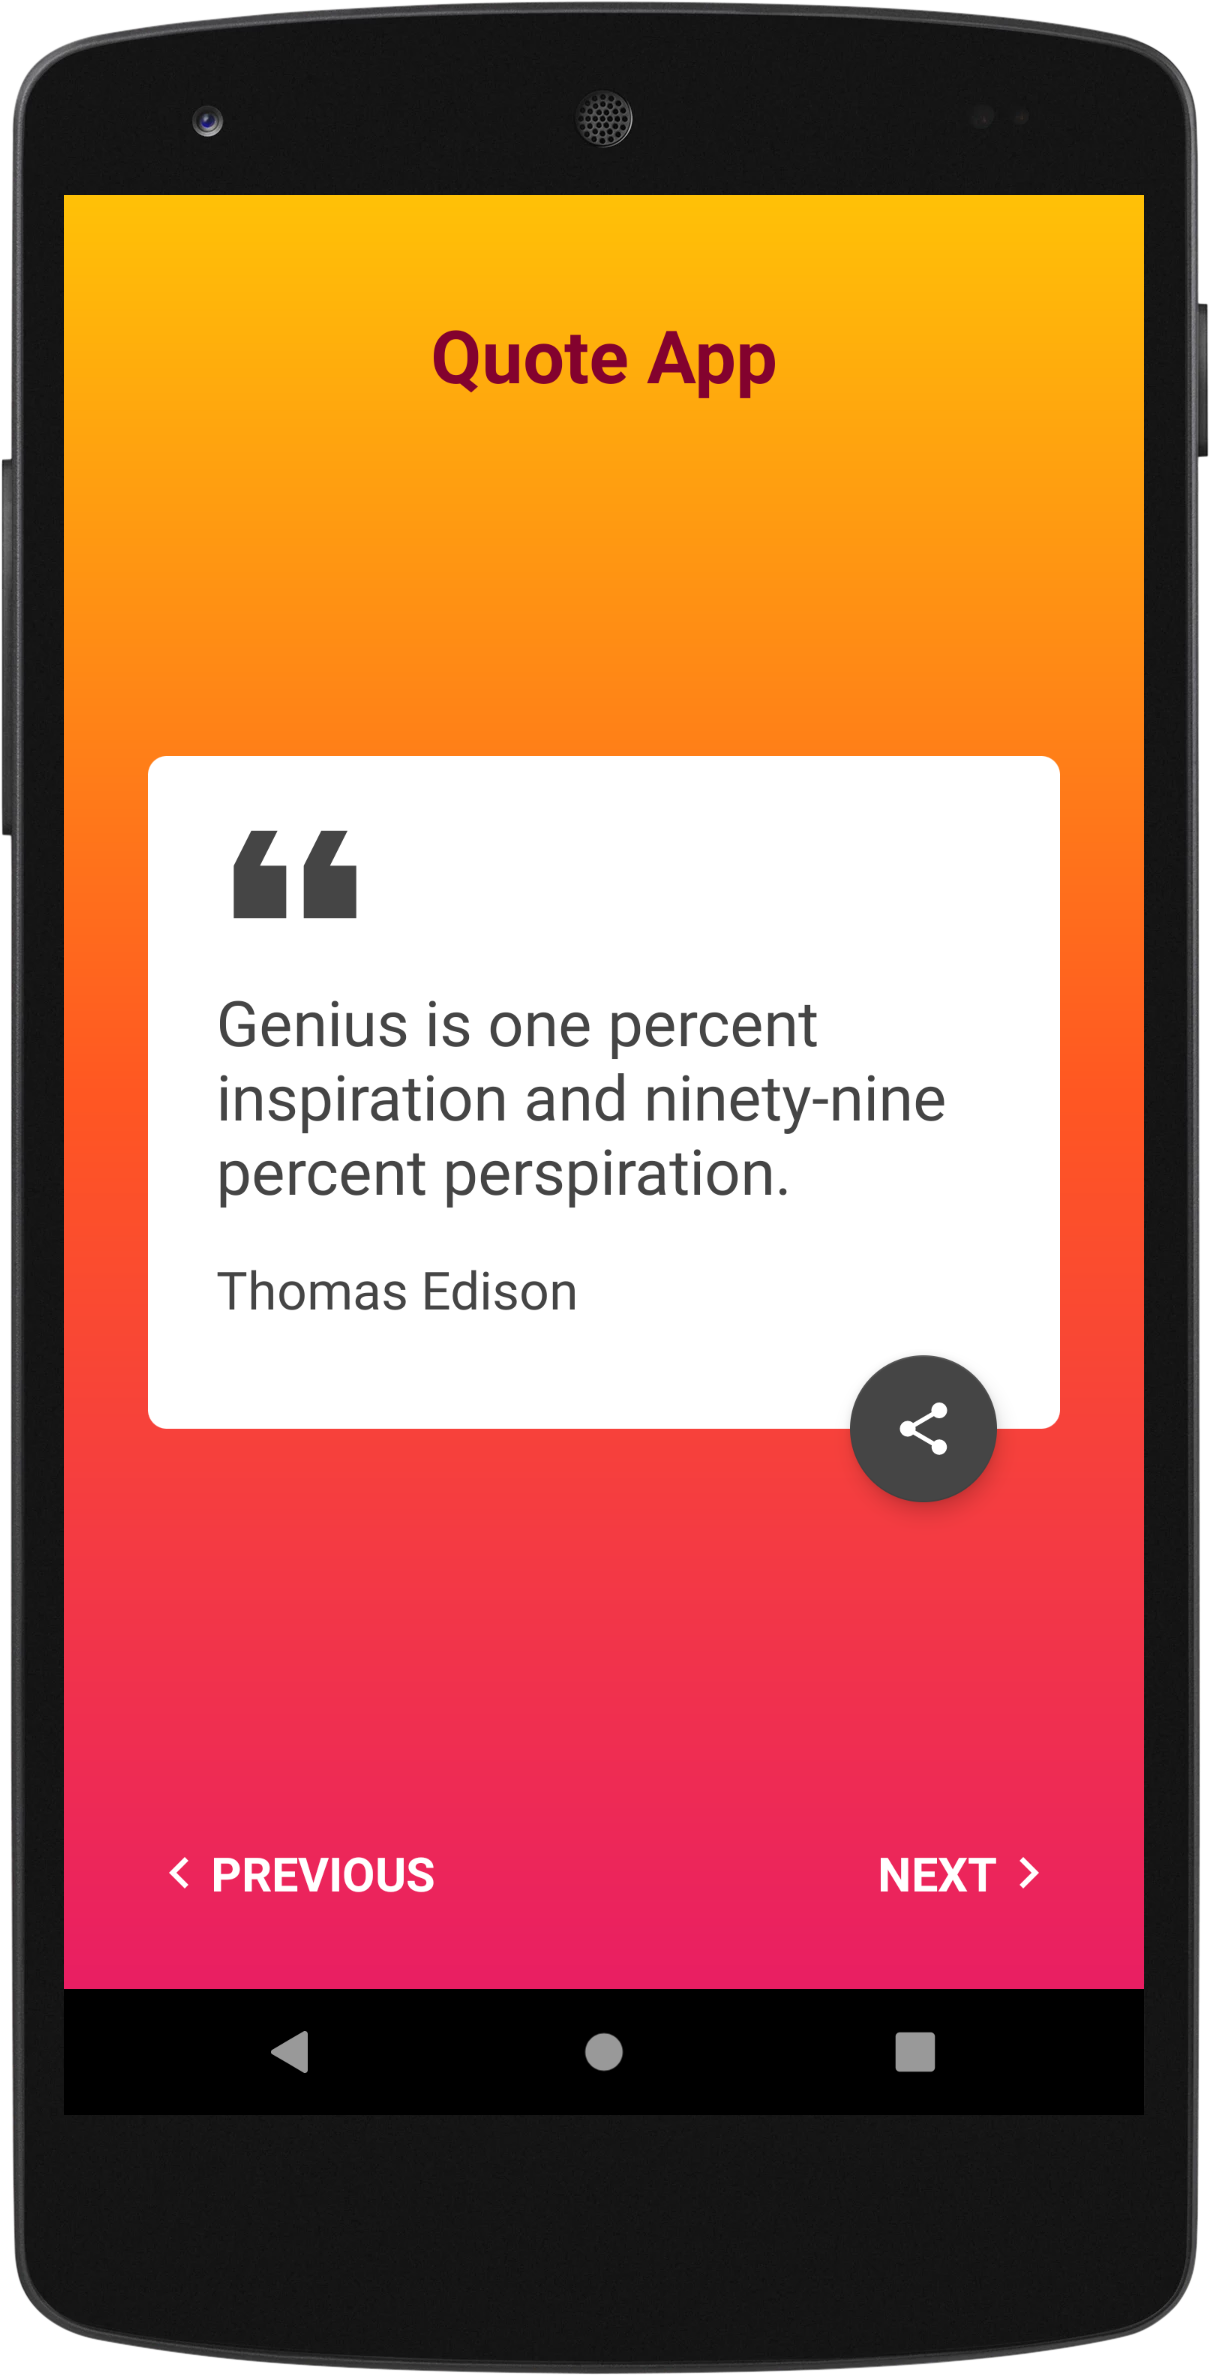 Quote App
“
Genius is one percent
inspiration and ninety-nine
percent perspiration.
Thomas Edison
PREVIOUS
NEXT